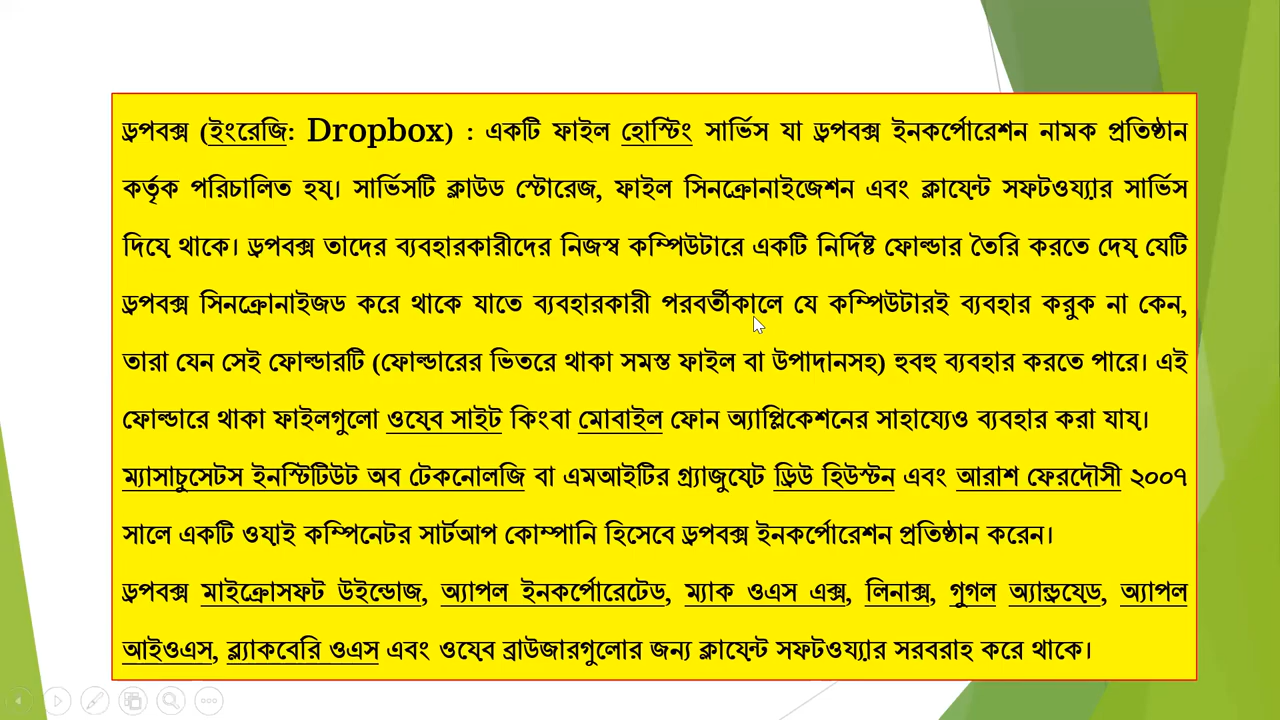 ড্রপবক্স (ইংরেজি: Dropbox) : একটি ফাইল হোস্টিং সার্ভিস যা ড্রপবক্স ইনকর্পোরেশন নামক প্রতিষ্ঠান
কর্তৃক পরিচালিত হয়। সার্ভিসটি ক্লাউড স্টোরেজ, ফাইল সিনক্রোনাইজেশন এবং ক্লায়েন্ট সফটওয়্যার সার্ভিস
দিয়ে থাকে। ড্রপবক্স তাদের ব্যবহারকারীদের নিজস্ব কম্পিউটারে একটি নির্দিষ্ট ফোল্ডার তৈরি করতে দেয় যেটি
ড্রপবক্স সিনক্রোনাইজড করে থাকে যাতে ব্যবহারকারী পরবর্তীকালে যে কম্পিউটারই ব্যবহার করুক না কেন,
তারা যেন সেই ফোল্ডারটি (ফোল্ডারের ভিতরে থাকা সমস্ত ফাইল বা উপাদানসহ) হুবহু ব্যবহার করতে পারে। এই
ফোল্ডারে থাকা ফাইলগুলো ওয়েব সাইট কিংবা মোবাইল ফোন অ্যাপ্লিকেশনের সাহায্যেও ব্যবহার করা যায়।
ম্যাসাচুসেটস ইনস্টিটিউট অব টেকনোলজি বা এমআইটির গ্র্যাজুয়েট ড্রিউ হিউস্টন এবং আরাশ ফেরদৌসী ২০০৭
সালে একটি ওয়াই কম্পিনেটর সার্টআপ কোম্পানি হিসেবে ড্রপবক্স ইনকর্পোরেশন প্রতিষ্ঠান করেন।
ড্রপবক্স মাইক্রোসফট উইন্ডোজ, অ্যাপল ইনকর্পোরেটেড, ম্যাক ওএস এক্স, লিনাক্স, গুগল অ্যান্ড্রয়েড, অ্যাপল
আইওএস, ব্ল্যাকবেরি ওএস এবং ওয়েব ব্রাউজারগুলোর জন্য ক্লায়েন্ট সফটওয়্যার সরবরাহ করে থাকে।